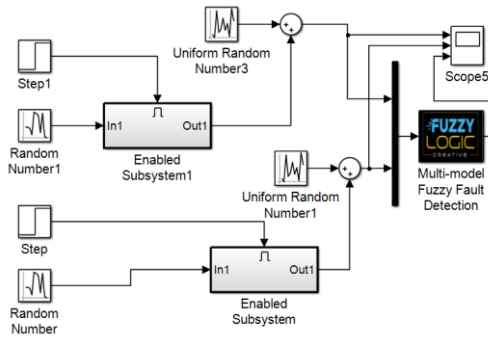 Uniform Random
Number3
Scope5
Step1
In1
Out1
Random
Number1
Enabled
Subsystem1
FUZZY
LOGIC
CREATIVE
Multi-model
Fuzzy Fault
Detection
Uniform Random
Number1
Step
In1
Out1
Random
Number
Enabled
Subsystem